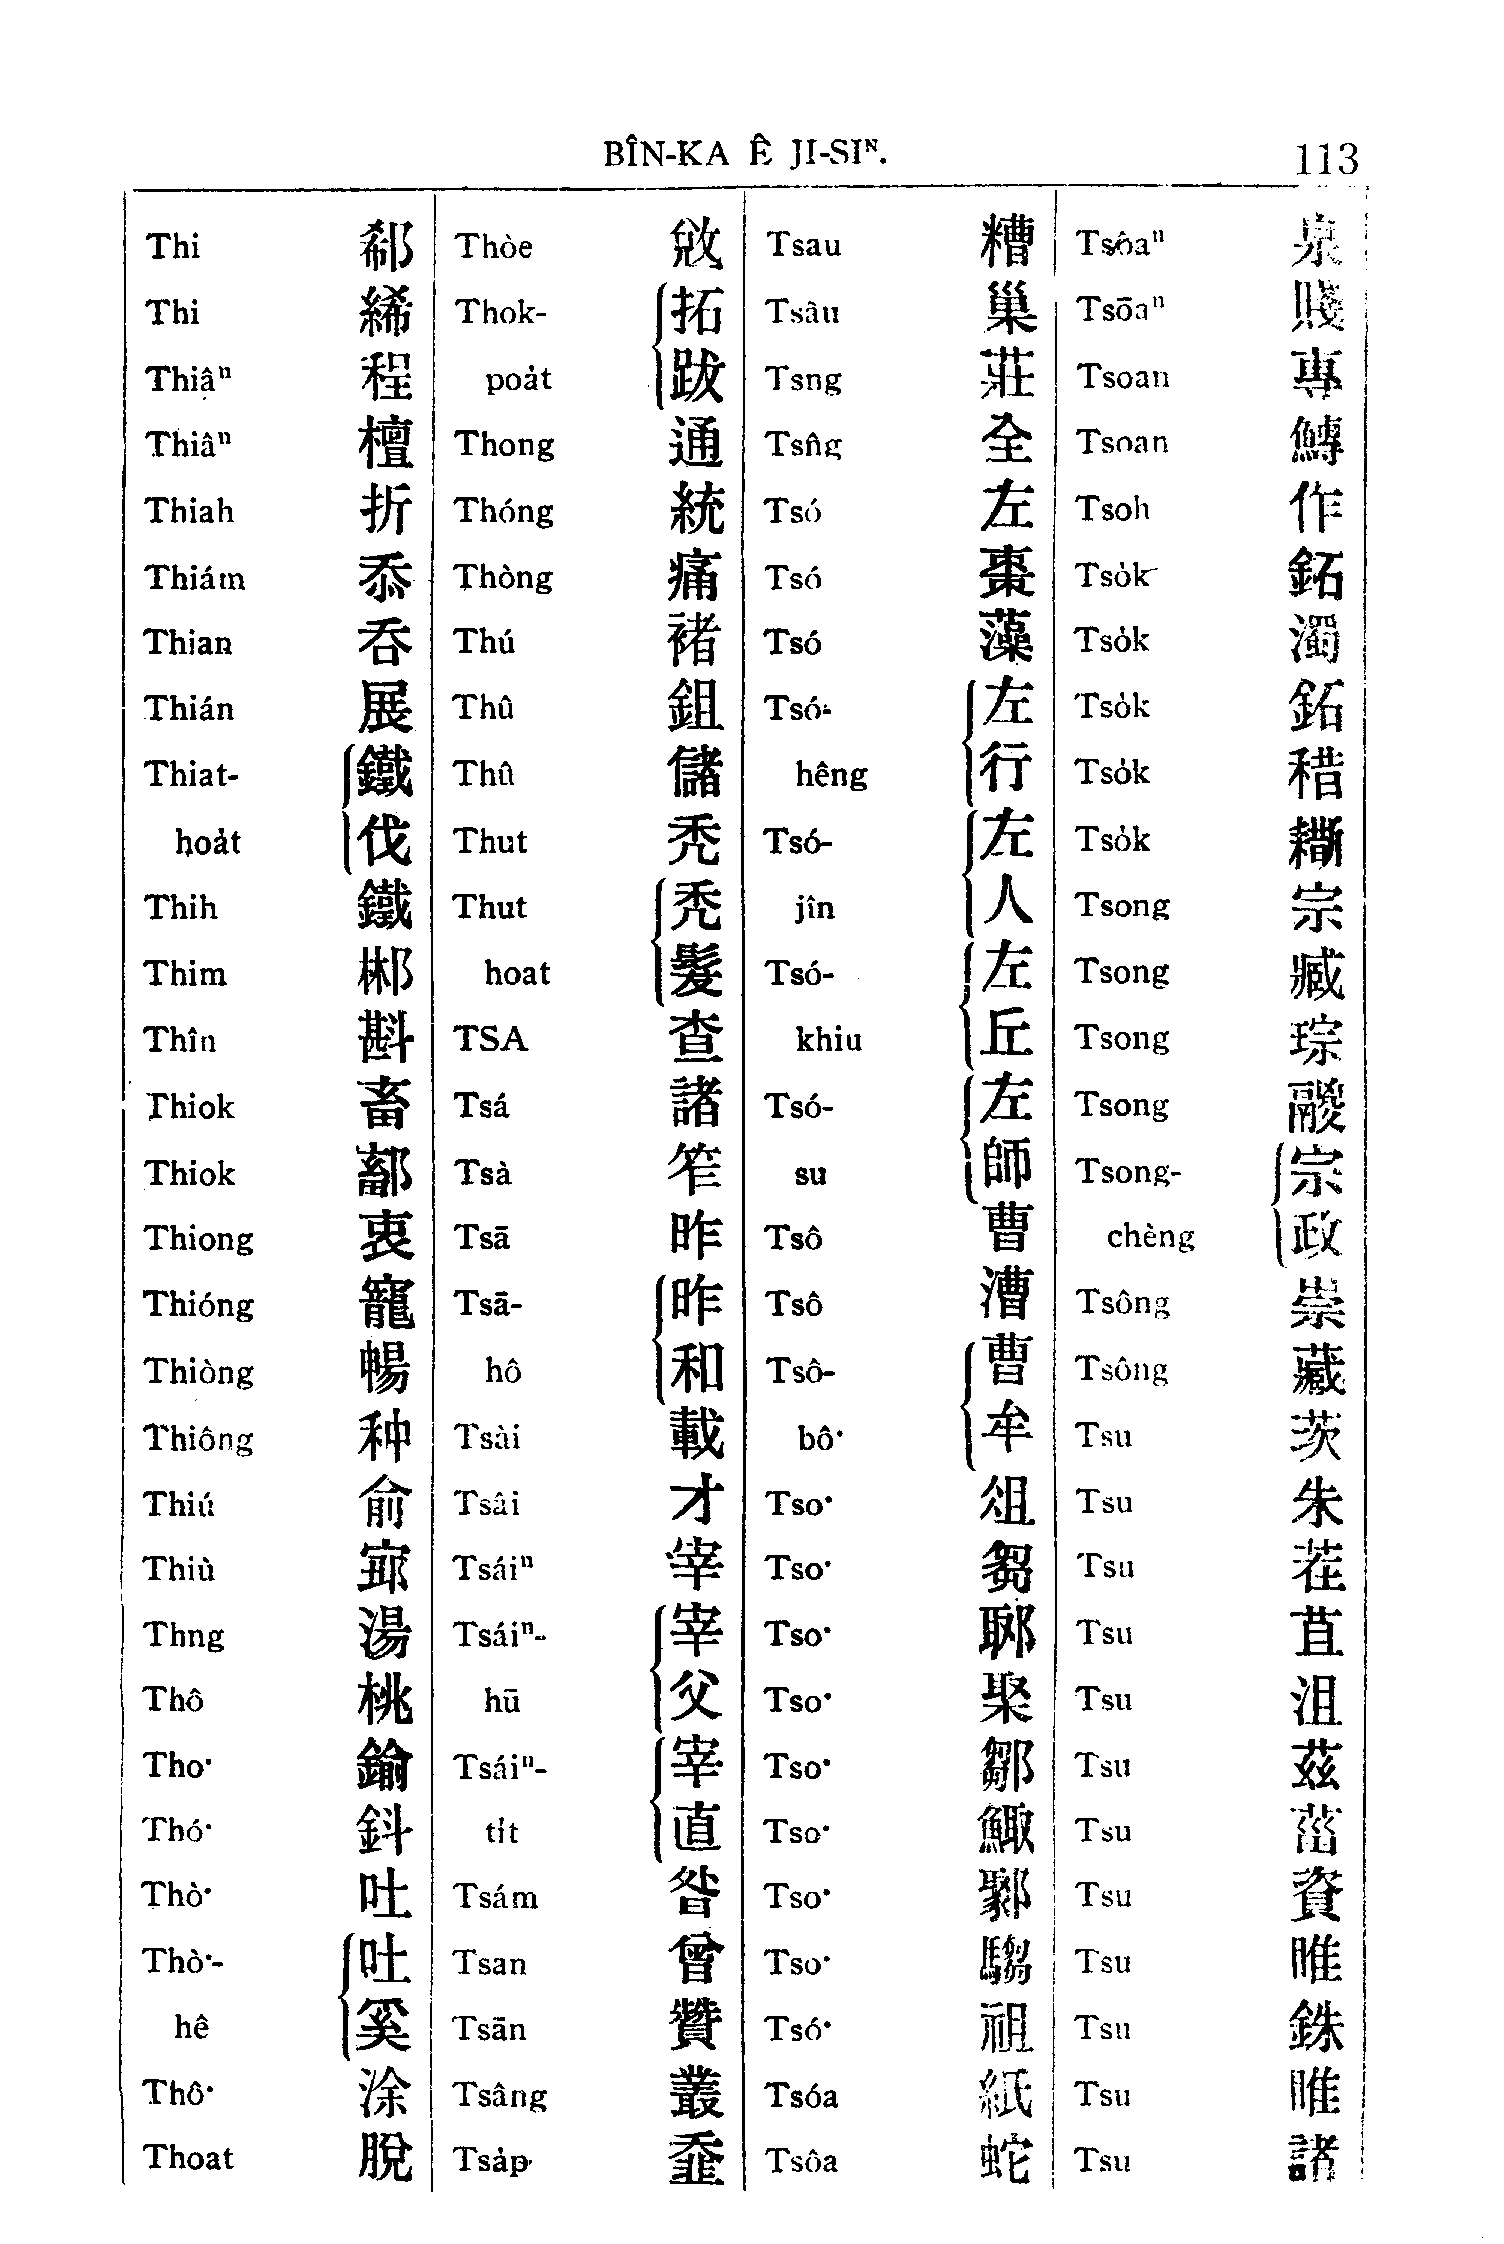 BÎN-KA Ê JI-SIᴺ. 113
Thi 郗
Thi 絺
Thiâⁿ 程
Thiâⁿ 檀
Thiah 折
Thiám 忝
Thian 吞
Thián 展
Thiat- 鐵
hoa̍t 伐
Thih 鐵
Thim 郴
Thîn 斟
Thiok 畜
Thiok 鄐
Thiong 衷
Thióng 寵
Thiòng 暢
Thiông 种
Thiú 俞
Thiù
Thng 湯
Thô 桃
Tho· 鍮
Thó· 鈄
Thò· 吐
Thò·- 吐
hê 奚
Thô· 涂
Thoat 脫
Thòe
Thok- 拓
poa̍t 跋
Thong 通
Thóng 統
Thòng 痛
Thú 褚
Thû 鉏
Thû 儲
Thut 禿
Thut 禿
hoat 髮
TSA 查
Tsá 諸
Tsà 笮
Tsā 昨
Tsā- 昨
hô 和
Tsài 載
Tsâi 才
Tsáiⁿ 宰
Tsáiⁿ- 宰
hū 父
Tsáiⁿ- 宰
ti̍t 直
Tsám 昝
Tsan 曾
Tsān 贊
Tsâng 叢
Tsa̍p
Tsau 糟
Tsâu 巢
Tsng 莊
Tsn̂g 全
Tsó 左
Tsó 棗
Tsó 藻
Tsó- 左
hêng 行
Tsó- 左
jîn 人
Tsó- 左
khiu 丘
Tsó- 左
su 師
Tsô 曹
Tsô 漕
Tsô- 曹
bô· 牟
Tso· 俎
Tso· 芻
Tso· 郰
Tso· 聚
Tso· 鄒
Tso· 鯫
Tso· 鄹
Tso· 騶
Tsó· 祖
Tsóa 紙
Tsôa 蛇
Tsôaⁿ 泉
Tsōaⁿ 賤
Tsoan 專
Tsoan 鱄
Tsoh 作
Tso̍k 鉐
Tso̍k 濁
Tso̍k 鉐
Tso̍k 稓
Tso̍k
Tsong 宗
Tsong 臧
Tsong 琮
Tsong 鬷
Tsong- 宗
chèng 政
Tsông 崇
Tsông 藏
Tsu 茨
Tsu 朱
Tsu 茬
Tsu 苴
Tsu 沮
Tsu 茲
Tsu 菑
Tsu 資
Tsu 睢
Tsu 銖
Tsu 雎
Tsu 諸